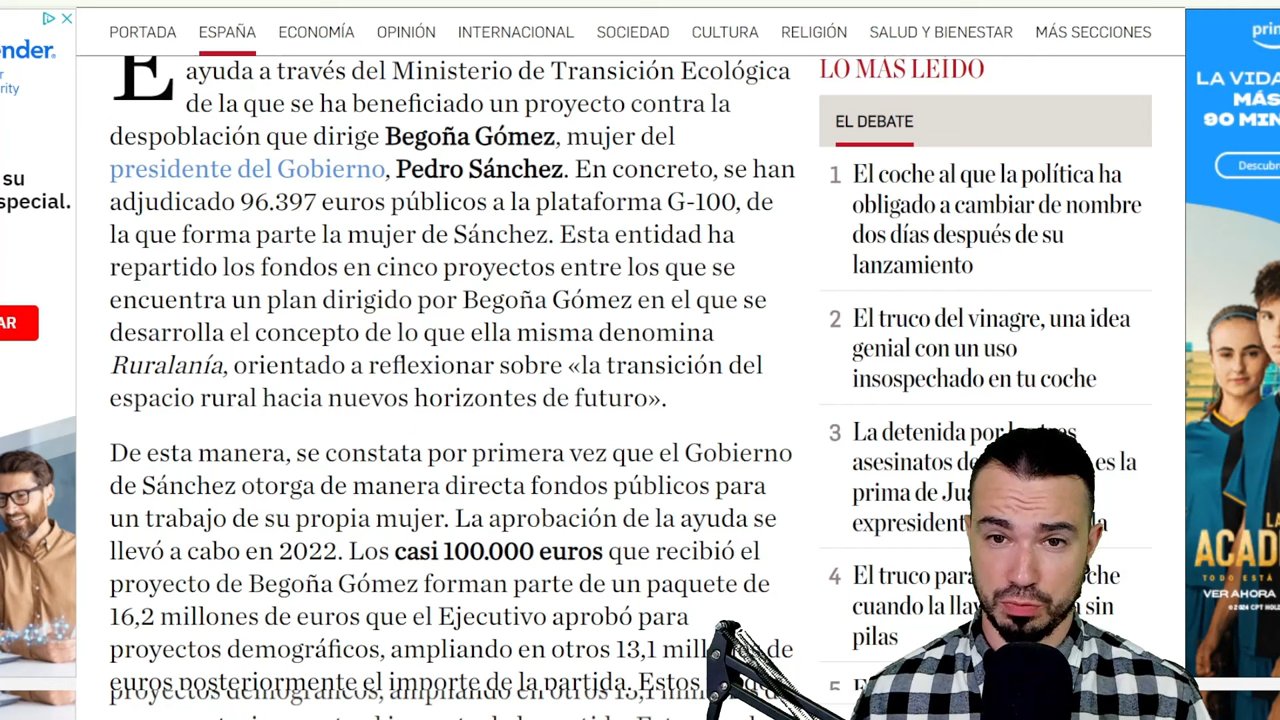 PORTADA ESPAÑA ECONOMÍA OPINIÓN INTERNACIONAL SOCIEDAD CULTURA RELIGIÓN SALUD Y BIENESTAR MÁS SECCIONES
E ayuda a través del Ministerio de Transición Ecológica
de la que se ha beneficiado un proyecto contra la
despoblación que dirige Begoña Gómez, mujer del
presidente del Gobierno, Pedro Sánchez. En concreto, se han
adjudicado 96.397 euros públicos a la plataforma G-100, de
la que forma parte la mujer de Sánchez. Esta entidad ha
repartido los fondos en cinco proyectos entre los que se
encuentra un plan dirigido por Begoña Gómez en el que se
desarrolla el concepto de lo que ella misma denomina
Ruralanía, orientado a reflexionar sobre «la transición del
espacio rural hacia nuevos horizontes de futuro».
De esta manera, se constata por primera vez que el Gobierno
de Sánchez otorga de manera directa fondos públicos para
un trabajo de su propia mujer. La aprobación de la ayuda se
llevó a cabo en 2022. Los casi 100.000 euros que recibió el
proyecto de Begoña Gómez forman parte de un paquete de
16,2 millones de euros que el Ejecutivo aprobó para
proyectos demográficos, ampliando en otros 13,1 de
euros posteriormente el importe de la partida. Estos
LO MÁS LEÍDO
EL DEBATE
1 El coche al que la política ha
obligado a cambiar de nombre
dos días después de su
lanzamiento
2 El truco del vinagre, una idea
genial con un uso
insospechado en tu coche
3 La detenida por
asesinatos de es la
prima de
4 El truco
cuando la sin
pilas
5
nder
su
special.
AR
prim
LA VIDA
MÁS
90 MIN
Descubr
ACAD
TODO ESTÁ
VER AHORA